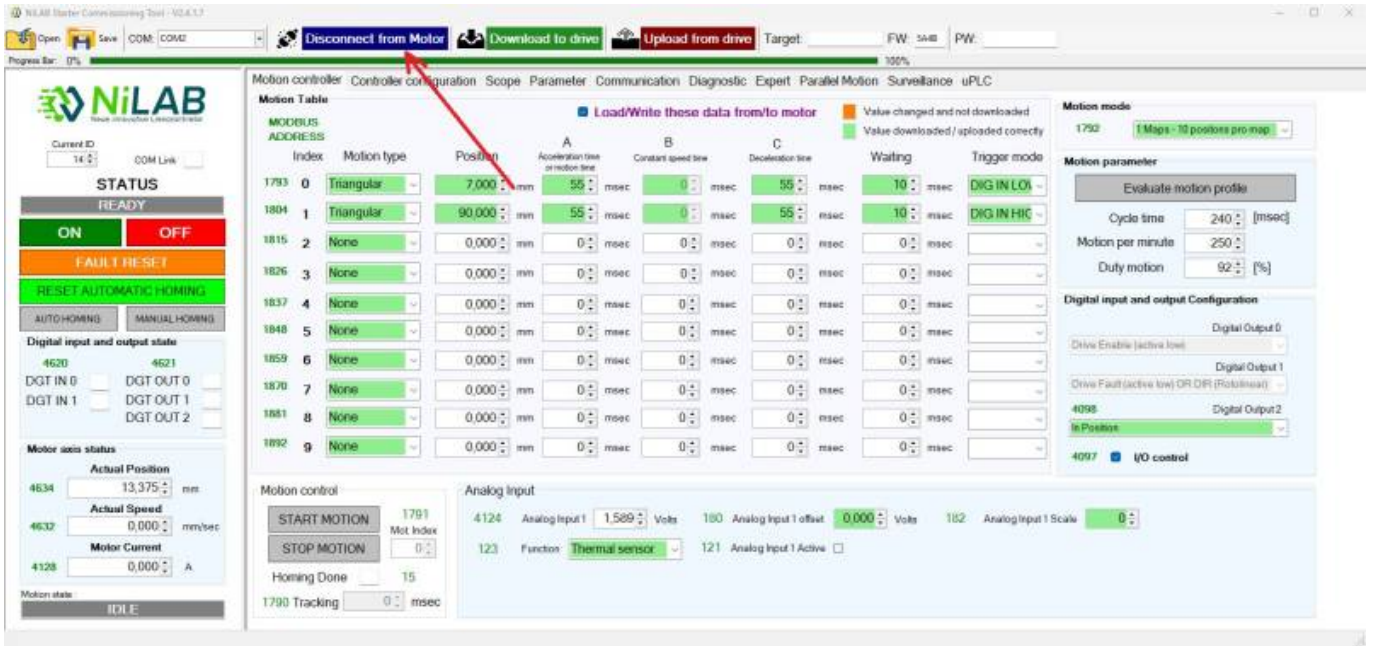 NiLAB Starter Commissioning Tool - V2.4.1.7
Open Save COM: COM2 Disconnect from Motor Download to drive Upload from drive Target: FW: PW:
Progress Bar: 0% 100%
NiLAB
Current ID
14 COM Link
STATUS
READY
ON OFF
FAULT RESET
RESET AUTOMATIC HOMING
AUTO HOMING MANUAL HOMING
Digital input and output state
4620 4621
DGT IN 0 DGT OUT 0
DGT IN 1 DGT OUT 1
DGT OUT 2
Motor axis status
Actual Position
4634 13,375 mm
Actual Speed
4632 0,000 mm/sec
Motor Current
4128 0,000 A
Motion state
IDLE
Motion controller Controller configuration Scope Parameter Communication Diagnostic Expert Parallel Motion Surveillance uPLC
Motion Table
Load/Write these data from/to motor
Value changed and not downloaded
Value downloaded / uploaded correctly
MODBUS
ADDRESS
A B C
Index Motion type Position Acceleration time or motion time Constant speed time Deceleration time Waiting Trigger mode
1793 0 Triangular 7,000 mm 55 msec 0 msec 55 msec 10 msec DIG IN LOW
1804 1 Triangular 90,000 mm 55 msec 0 msec 55 msec 10 msec DIG IN HIG
1815 2 None 0,000 mm 0 msec 0 msec 0 msec 0 msec
1826 3 None 0,000 mm 0 msec 0 msec 0 msec 0 msec
1837 4 None 0,000 mm 0 msec 0 msec 0 msec 0 msec
1848 5 None 0,000 mm 0 msec 0 msec 0 msec 0 msec
1859 6 None 0,000 mm 0 msec 0 msec 0 msec 0 msec
1870 7 None 0,000 mm 0 msec 0 msec 0 msec 0 msec
1881 8 None 0,000 mm 0 msec 0 msec 0 msec 0 msec
1892 9 None 0,000 mm 0 msec 0 msec 0 msec 0 msec
Motion mode
1792 1 Maps - 10 positions pro map
Motion parameter
Evaluate motion profile
Cycle time 240 [msec]
Motion per minute 250
Duty motion 92 [%]
Digital input and output Configuration
Digital Output 0
Drive Enable (active low)
Digital Output 1
Drive Fault (active low) OR DIR (Rotolinear)
4098 Digital Output 2
In Position
4097 I/O control
Motion control
START MOTION 1791
Mot Index
STOP MOTION 0
Homing Done 15
1790 Tracking 0 msec
Analog Input
4124 Analog Input 1 1,589 Volts 180 Analog Input 1 offset 0,000 Volts 182 Analog Input 1 Scale 0
123 Function Thermal sensor 121 Analog Input 1 Active